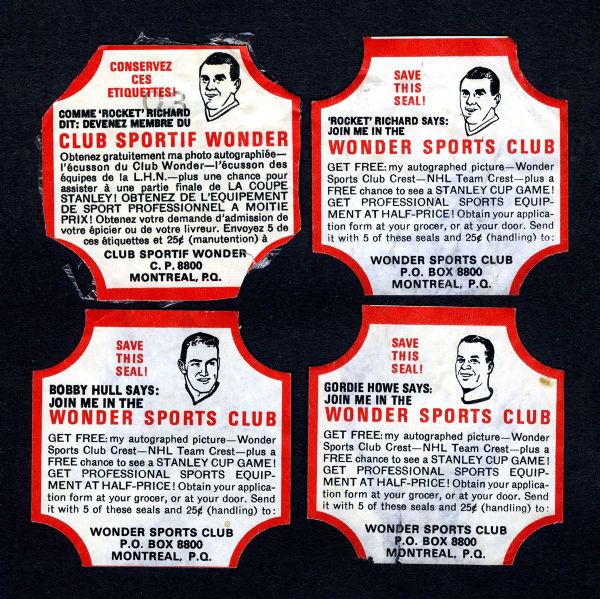 CONSERVEZ
CES
ETIQUETTES!
COMME 'ROCKET' RICHARD
DIT: DEVENEZ MEMBRE DU
CLUB SPORTIF WONDER
Obtenez gratuitement ma photo autographiée—
l'écusson du Club Wonder—l'écusson des
équipes de la L.H.N.—plus une chance pour
assister à une partie finale de LA COUPE
STANLEY! OBTENEZ DE L'EQUIPEMENT
DE SPORT PROFESSIONNEL A MOITIE
PRIX! Obtenez votre demande d'admission de
votre épicier ou de votre livreur. Envoyez 5 de
ces étiquettes et 25¢ (manutention) à
CLUB SPORTIF WONDER
C. P. 8800
MONTREAL, P.Q.
SAVE
THIS
SEAL!
'ROCKET' RICHARD SAYS:
JOIN ME IN THE
WONDER SPORTS CLUB
GET FREE: my autographed picture—Wonder
Sports Club Crest—NHL Team Crest—plus a
FREE chance to see a STANLEY CUP GAME!
GET PROFESSIONAL SPORTS EQUIP-
MENT AT HALF-PRICE! Obtain your applica-
tion form at your grocer, or at your door. Send
it with 5 of these seals and 25¢ (handling) to:
WONDER SPORTS CLUB
P.O. BOX 8800
MONTREAL, P.Q.
SAVE
THIS
SEAL!
BOBBY HULL SAYS:
JOIN ME IN THE
WONDER SPORTS CLUB
GET FREE: my autographed picture—Wonder
Sports Club Crest—NHL Team Crest—plus a
FREE chance to see a STANLEY CUP GAME!
GET PROFESSIONAL SPORTS EQUIP-
MENT AT HALF-PRICE! Obtain your applica-
tion form at your grocer, or at your door. Send
it with 5 of these seals and 25¢ (handling) to:
WONDER SPORTS CLUB
P.O. BOX 8800
MONTREAL, P.Q.
SAVE
THIS
SEAL!
GORDIE HOWE SAYS:
JOIN ME IN THE
WONDER SPORTS CLUB
GET FREE: my autographed picture—Wonder
Sports Club Crest—NHL Team Crest—plus a
FREE chance to see a STANLEY CUP GAME!
GET PROFESSIONAL SPORTS EQUIP-
MENT AT HALF-PRICE! Obtain your applica-
tion form at your grocer, or at your door. Send
it with 5 of these seals and 25¢ (handling) to:
WONDER SPORTS CLUB
P.O. BOX 8800
MONTREAL, P.Q.